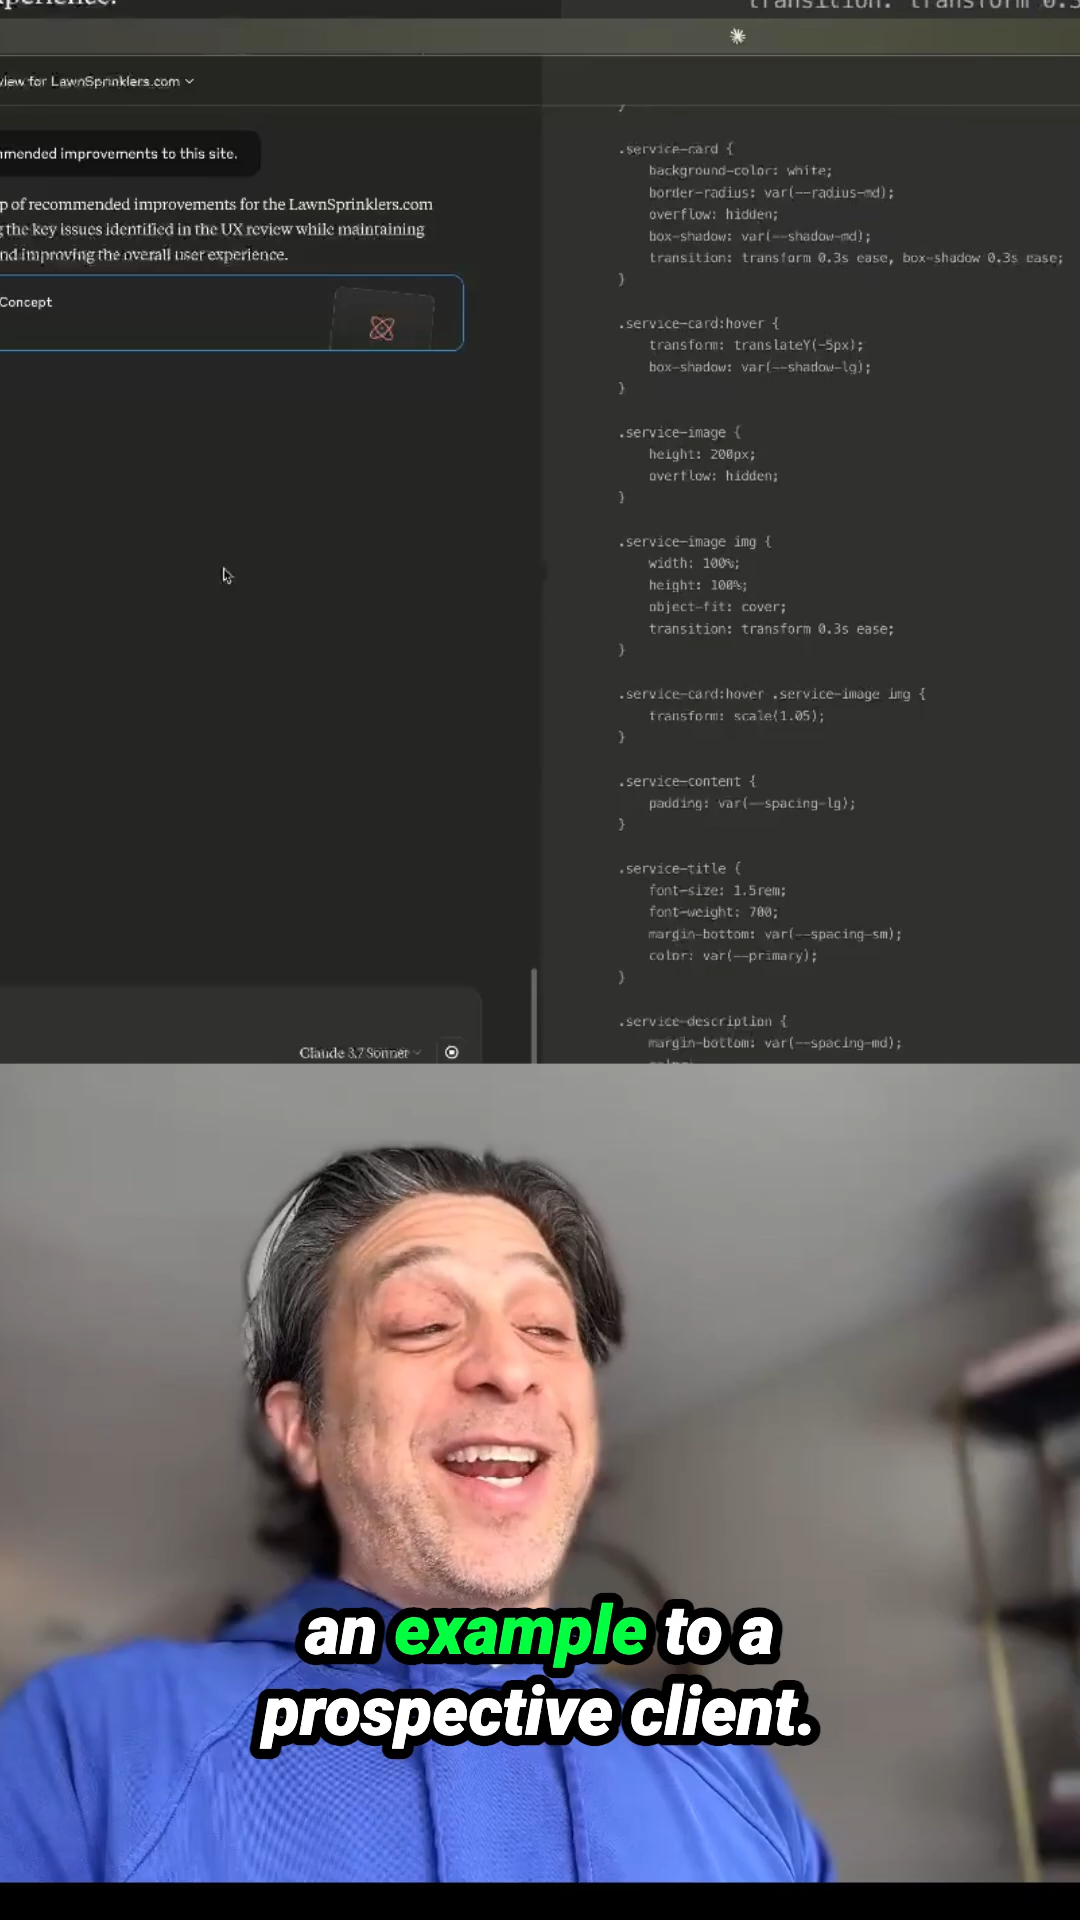 transition: transform 0.3
view for LawnSprinklers.com
mmended improvements to this site.
p of recommended improvements for the LawnSprinklers.com
g the key issues identified in the UX review while maintaining
nd improving the overall user experience.
Concept
Claude 3.7 Sonnet
}
.service-card {
background-color: white;
border-radius: var(--radius-md);
overflow: hidden;
box-shadow: var(--shadow-md);
transition: transform 0.3s ease, box-shadow 0.3s ease;
}
.service-card:hover {
transform: translateY(-5px);
box-shadow: var(--shadow-lg);
}
.service-image {
height: 200px;
overflow: hidden;
}
.service-image img {
width: 100%;
height: 100%;
object-fit: cover;
transition: transform 0.3s ease;
}
.service-card:hover .service-image img {
transform: scale(1.05);
}
.service-content {
padding: var(--spacing-lg);
}
.service-title {
font-size: 1.5rem;
font-weight: 700;
margin-bottom: var(--spacing-sm);
color: var(--primary);
}
.service-description {
margin-bottom: var(--spacing-md);
an example to a
prospective client.